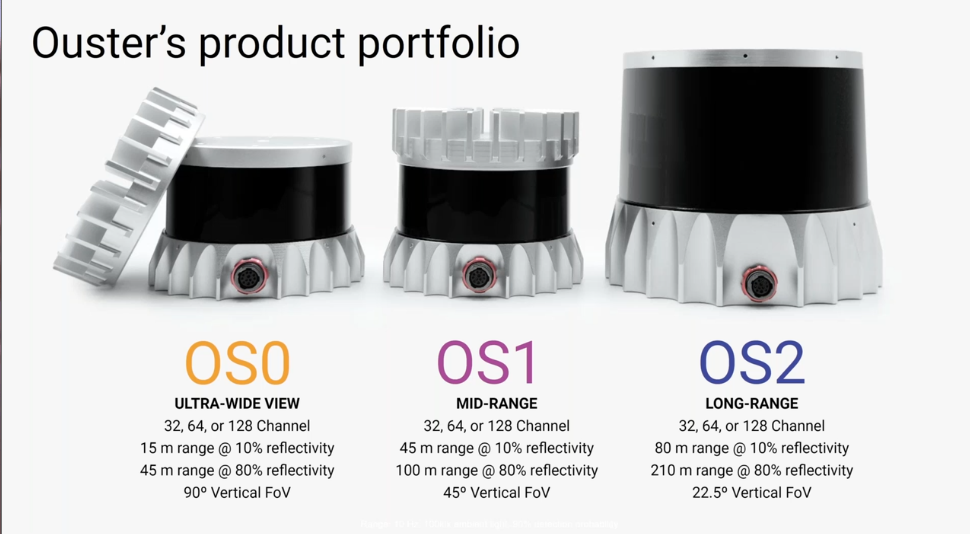 Ouster's product portfolio
OS0
ULTRA-WIDE VIEW
32, 64, or 128 Channel
15 m range @ 10% reflectivity
45 m range @ 80% reflectivity
90º Vertical FoV
OS1
MID-RANGE
32, 64, or 128 Channel
45 m range @ 10% reflectivity
100 m range @ 80% reflectivity
45º Vertical FoV
OS2
LONG-RANGE
32, 64, or 128 Channel
80 m range @ 10% reflectivity
210 m range @ 80% reflectivity
22.5º Vertical FoV